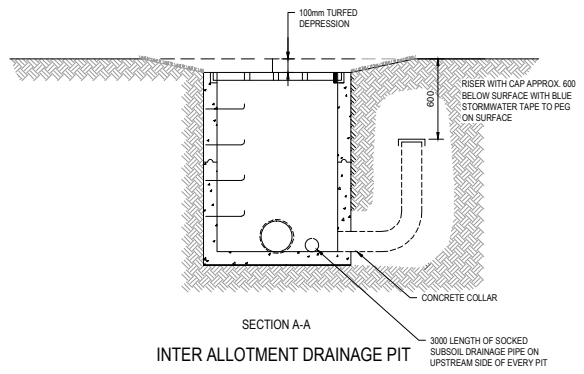 100mm TURFED
DEPRESSION
RISER WITH CAP APPROX. 600
BELOW SURFACE WITH BLUE
STORMWATER TAPE TO PEG
ON SURFACE
600
CONCRETE COLLAR
SECTION A-A
INTER ALLOTMENT DRAINAGE PIT
3000 LENGTH OF SOCKED
SUBSOIL DRAINAGE PIPE ON
UPSTREAM SIDE OF EVERY PIT